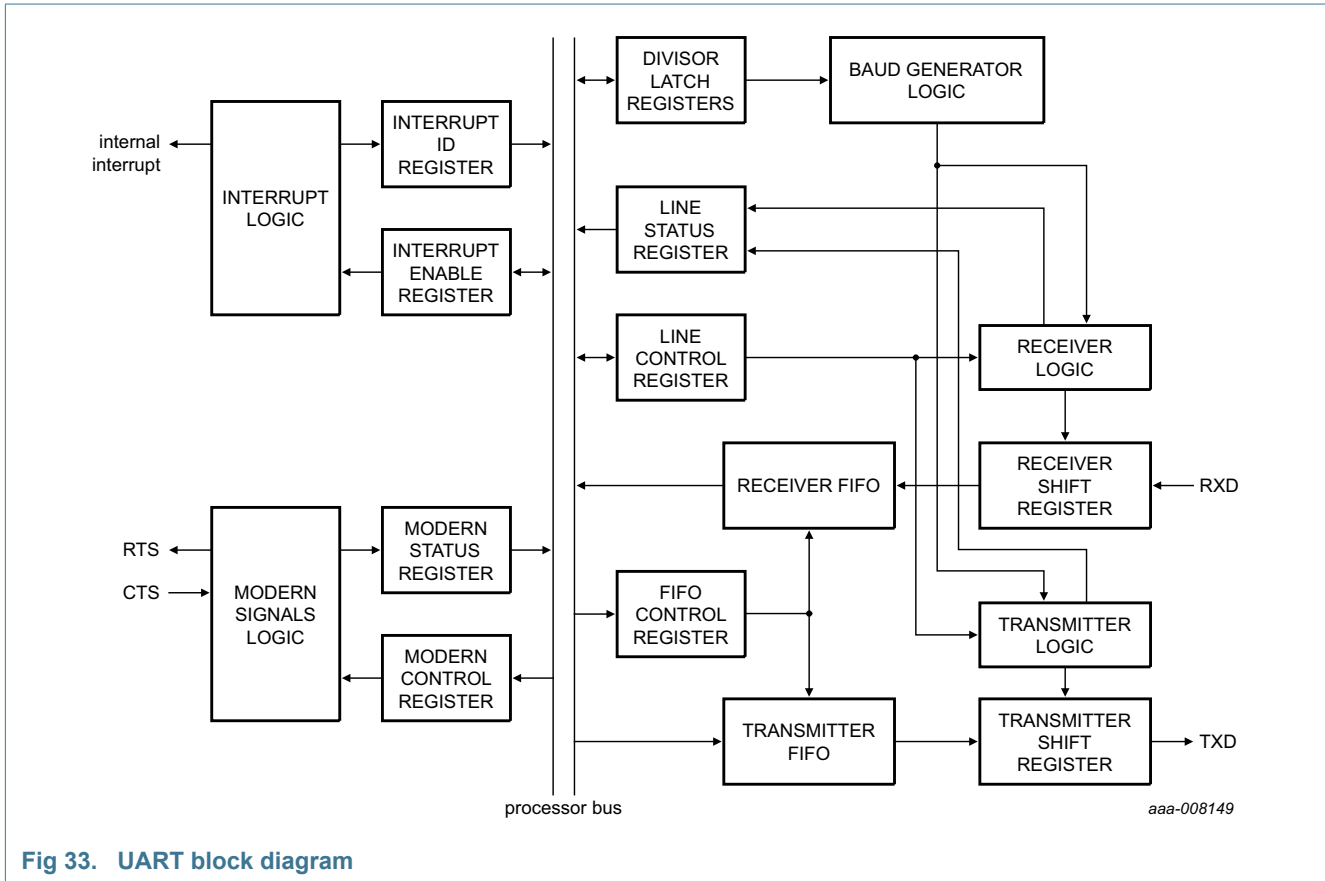 internal
interrupt
INTERRUPT
LOGIC
INTERRUPT
ID
REGISTER
INTERRUPT
ENABLE
REGISTER
RTS
CTS
MODERN
SIGNALS
LOGIC
MODERN
STATUS
REGISTER
MODERN
CONTROL
REGISTER
DIVISOR
LATCH
REGISTERS
BAUD GENERATOR
LOGIC
LINE
STATUS
REGISTER
LINE
CONTROL
REGISTER
RECEIVER
LOGIC
RECEIVER FIFO
RECEIVER
SHIFT
REGISTER
RXD
FIFO
CONTROL
REGISTER
TRANSMITTER
LOGIC
TRANSMITTER
FIFO
TRANSMITTER
SHIFT
REGISTER
TXD
processor bus
aaa-008149
Fig 33. UART block diagram